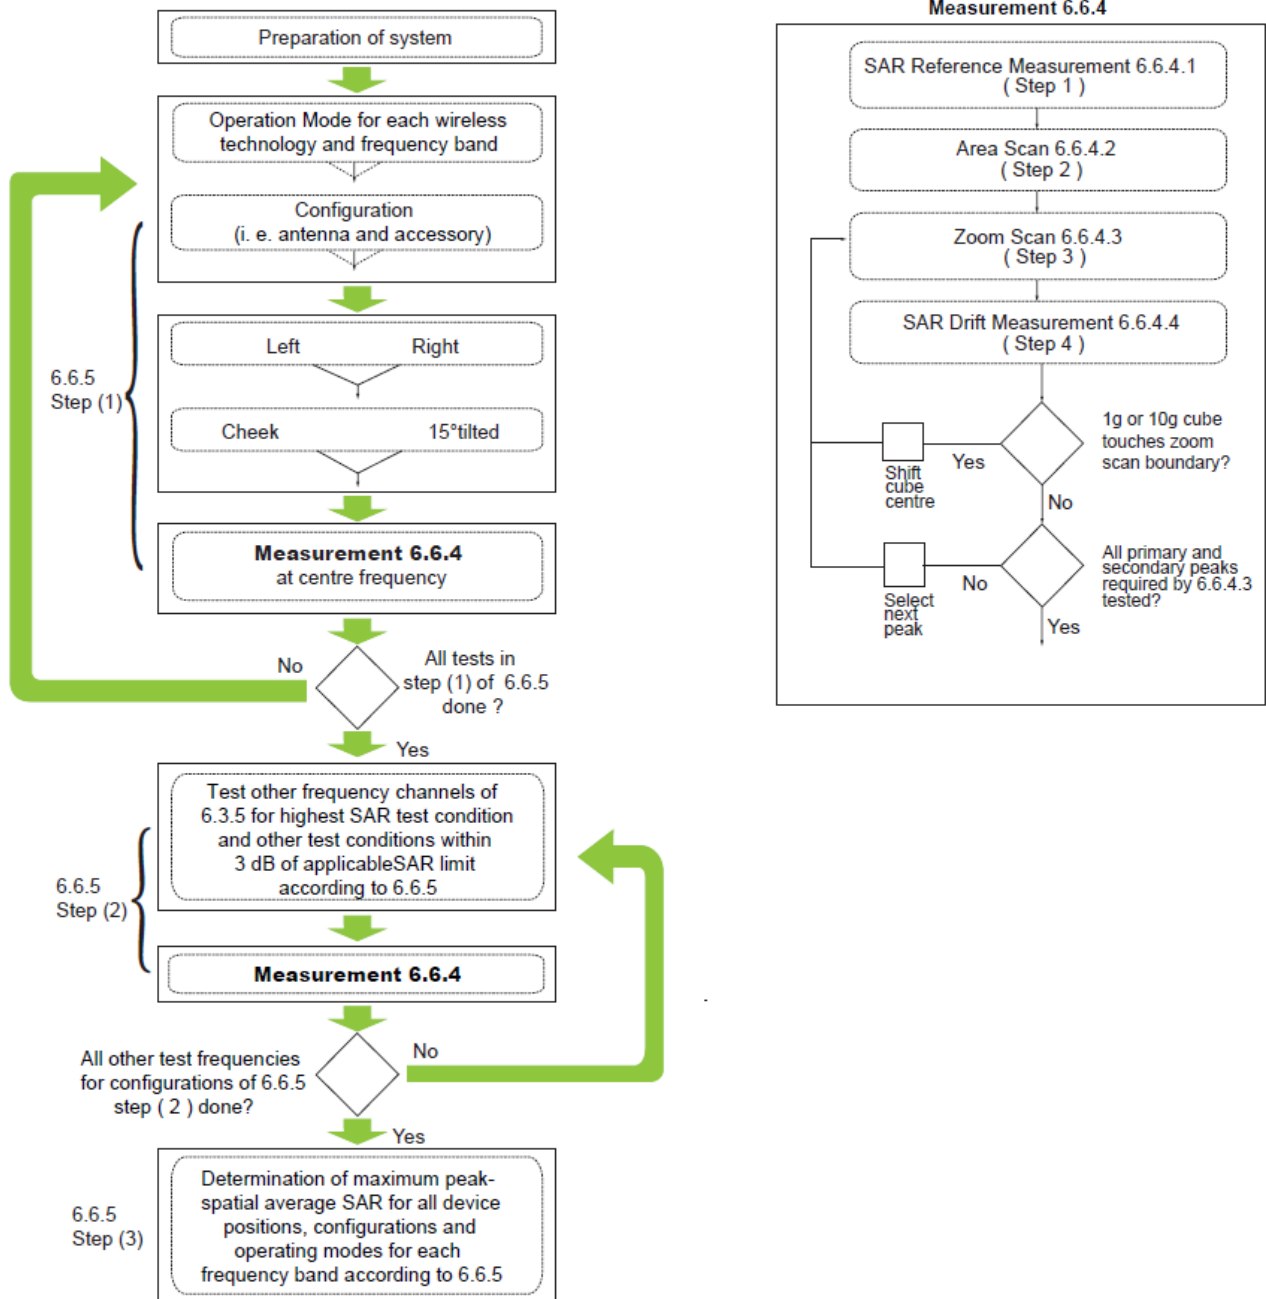 Preparation of system
Operation Mode for each wireless
technology and frequency band
Configuration
(i. e. antenna and accessory)
Left Right
Cheek 15°tilted
6.6.5
Step (1)
Measurement 6.6.4
at centre frequency
No
All tests in
step (1) of 6.6.5
done ?
Yes
Test other frequency channels of
6.3.5 for highest SAR test condition
and other test conditions within
3 dB of applicableSAR limit
according to 6.6.5
6.6.5
Step (2)
Measurement 6.6.4
All other test frequencies
for configurations of 6.6.5
step ( 2 ) done?
No
Yes
6.6.5
Step (3)
Determination of maximum peak-
spatial average SAR for all device
positions, configurations and
operating modes for each
frequency band according to 6.6.5
Measurement 6.6.4
SAR Reference Measurement 6.6.4.1
( Step 1 )
Area Scan 6.6.4.2
( Step 2 )
Zoom Scan 6.6.4.3
( Step 3 )
SAR Drift Measurement 6.6.4.4
( Step 4 )
1g or 10g cube
touches zoom
scan boundary?
Yes
Shift
cube
centre
No
All primary and
secondary peaks
required by 6.6.4.3
tested?
No
Select
next
peak
Yes